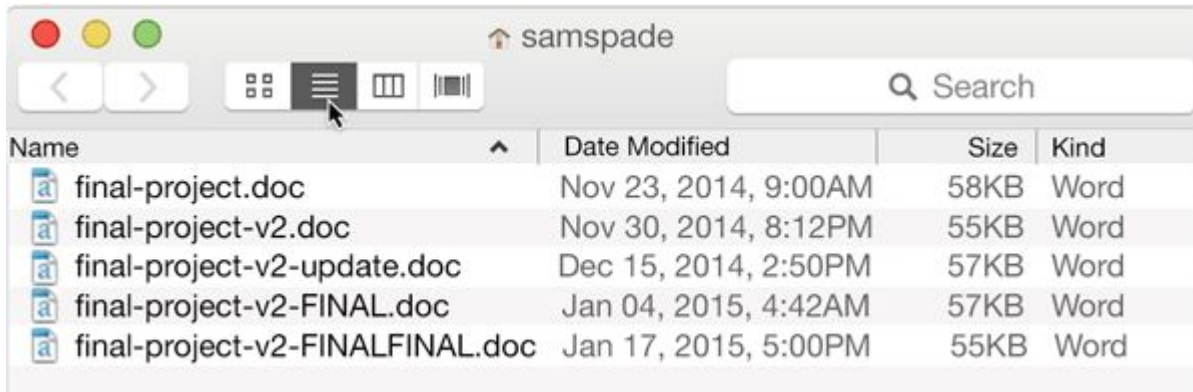 samspade
Search
Name Date Modified Size Kind
final-project.doc Nov 23, 2014, 9:00AM 58KB Word
final-project-v2.doc Nov 30, 2014, 8:12PM 55KB Word
final-project-v2-update.doc Dec 15, 2014, 2:50PM 57KB Word
final-project-v2-FINAL.doc Jan 04, 2015, 4:42AM 57KB Word
final-project-v2-FINALFINAL.doc Jan 17, 2015, 5:00PM 55KB Word